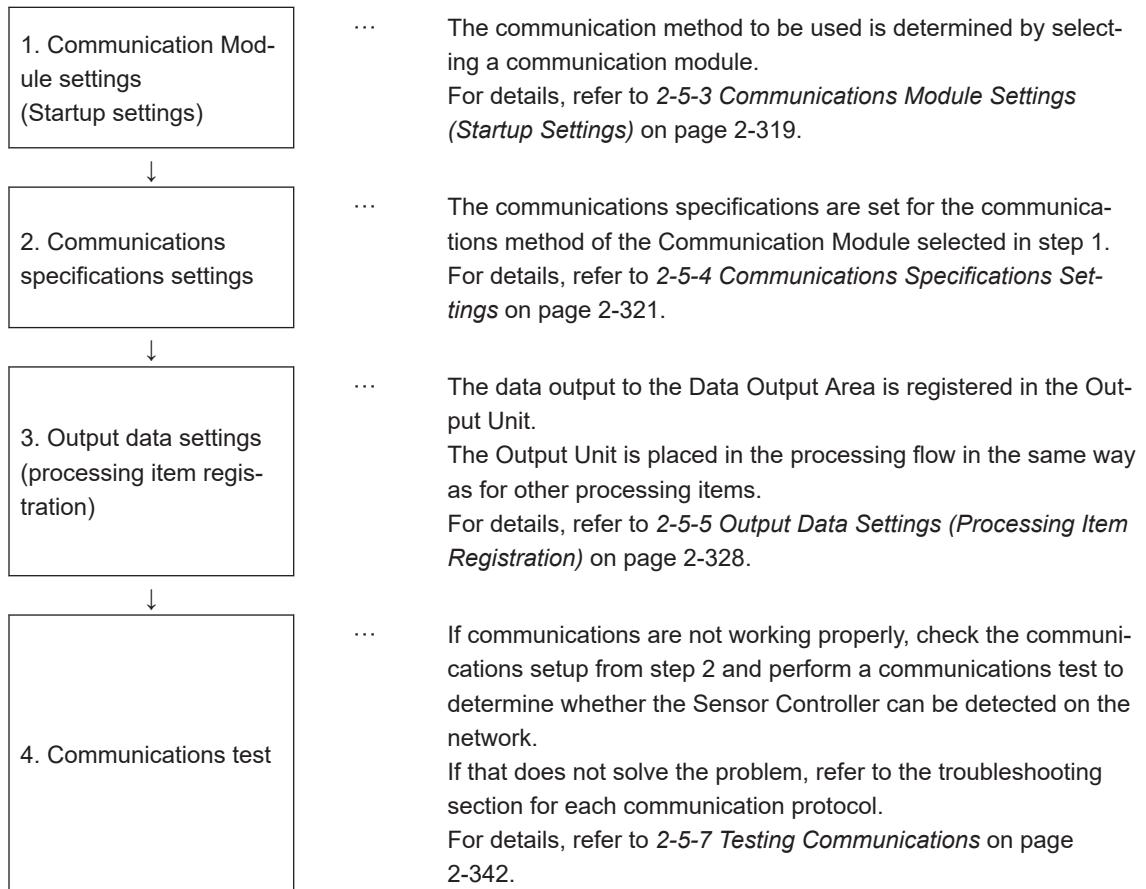 1. Communication Mod-
ule settings
(Startup settings)
…
The communication method to be used is determined by select-
ing a communication module.
For details, refer to 2-5-3 Communications Module Settings
(Startup Settings) on page 2-319.
↓
2. Communications
specifications settings
…
The communications specifications are set for the communica-
tions method of the Communication Module selected in step 1.
For details, refer to 2-5-4 Communications Specifications Set-
tings on page 2-321.
↓
3. Output data settings
(processing item regis-
tration)
…
The data output to the Data Output Area is registered in the Out-
put Unit.
The Output Unit is placed in the processing flow in the same way
as for other processing items.
For details, refer to 2-5-5 Output Data Settings (Processing Item
Registration) on page 2-328.
↓
4. Communications test
…
If communications are not working properly, check the communi-
cations setup from step 2 and perform a communications test to
determine whether the Sensor Controller can be detected on the
network.
If that does not solve the problem, refer to the troubleshooting
section for each communication protocol.
For details, refer to 2-5-7 Testing Communications on page
2-342.